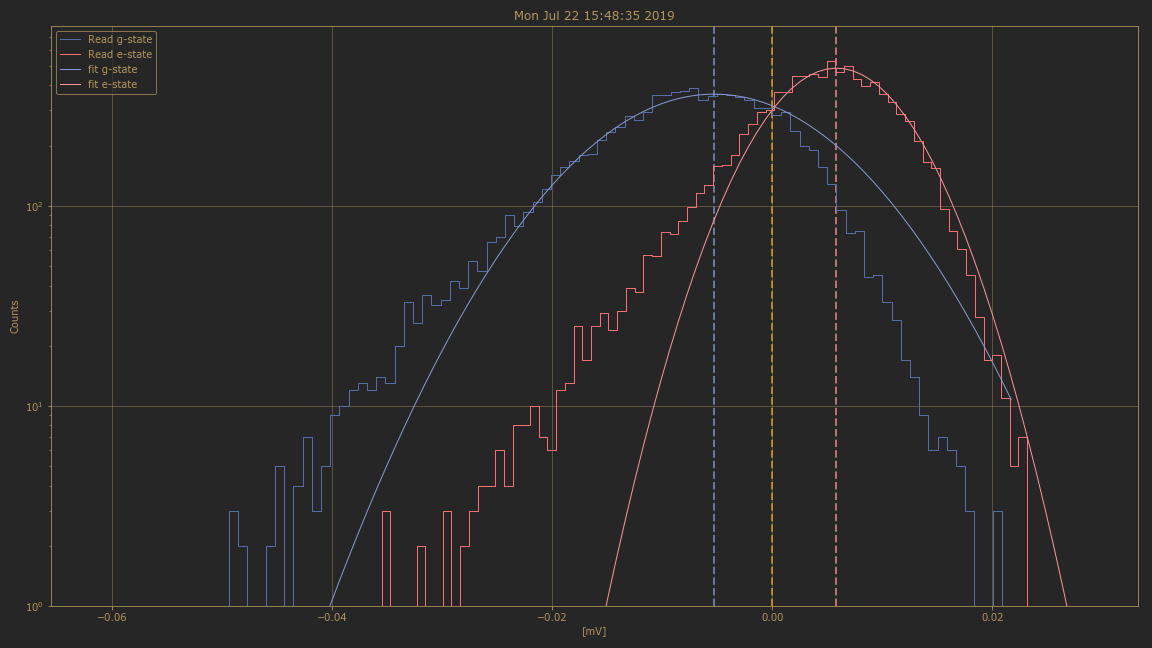 Mon Jul 22 15:48:35 2019
Read g-state
Read e-state
fit g-state
fit e-state
Counts
10²
10¹
10⁰
−0.06
−0.04
−0.02
0.00
0.02
[mV]